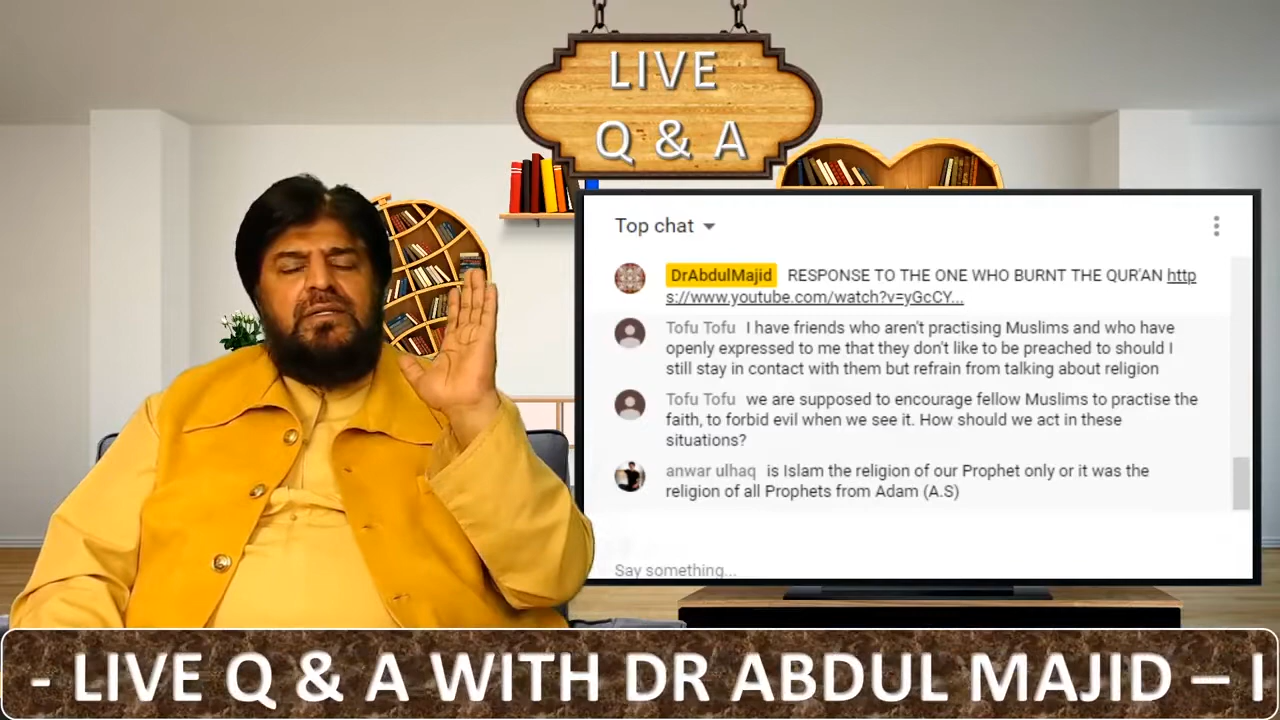 LIVE
Q & A
Top chat
DrAbdulMajid RESPONSE TO THE ONE WHO BURNT THE QUR'AN http
s://www.youtube.com/watch?v=yGcCY...
Tofu Tofu I have friends who aren't practising Muslims and who have
openly expressed to me that they don't like to be preached to should I
still stay in contact with them but refrain from talking about religion
Tofu Tofu we are supposed to encourage fellow Muslims to practise the
faith, to forbid evil when we see it. How should we act in these
situations?
anwar ulhaq is Islam the religion of our Prophet only or it was the
religion of all Prophets from Adam (A.S)
Say something...
- LIVE Q & A WITH DR ABDUL MAJID – I